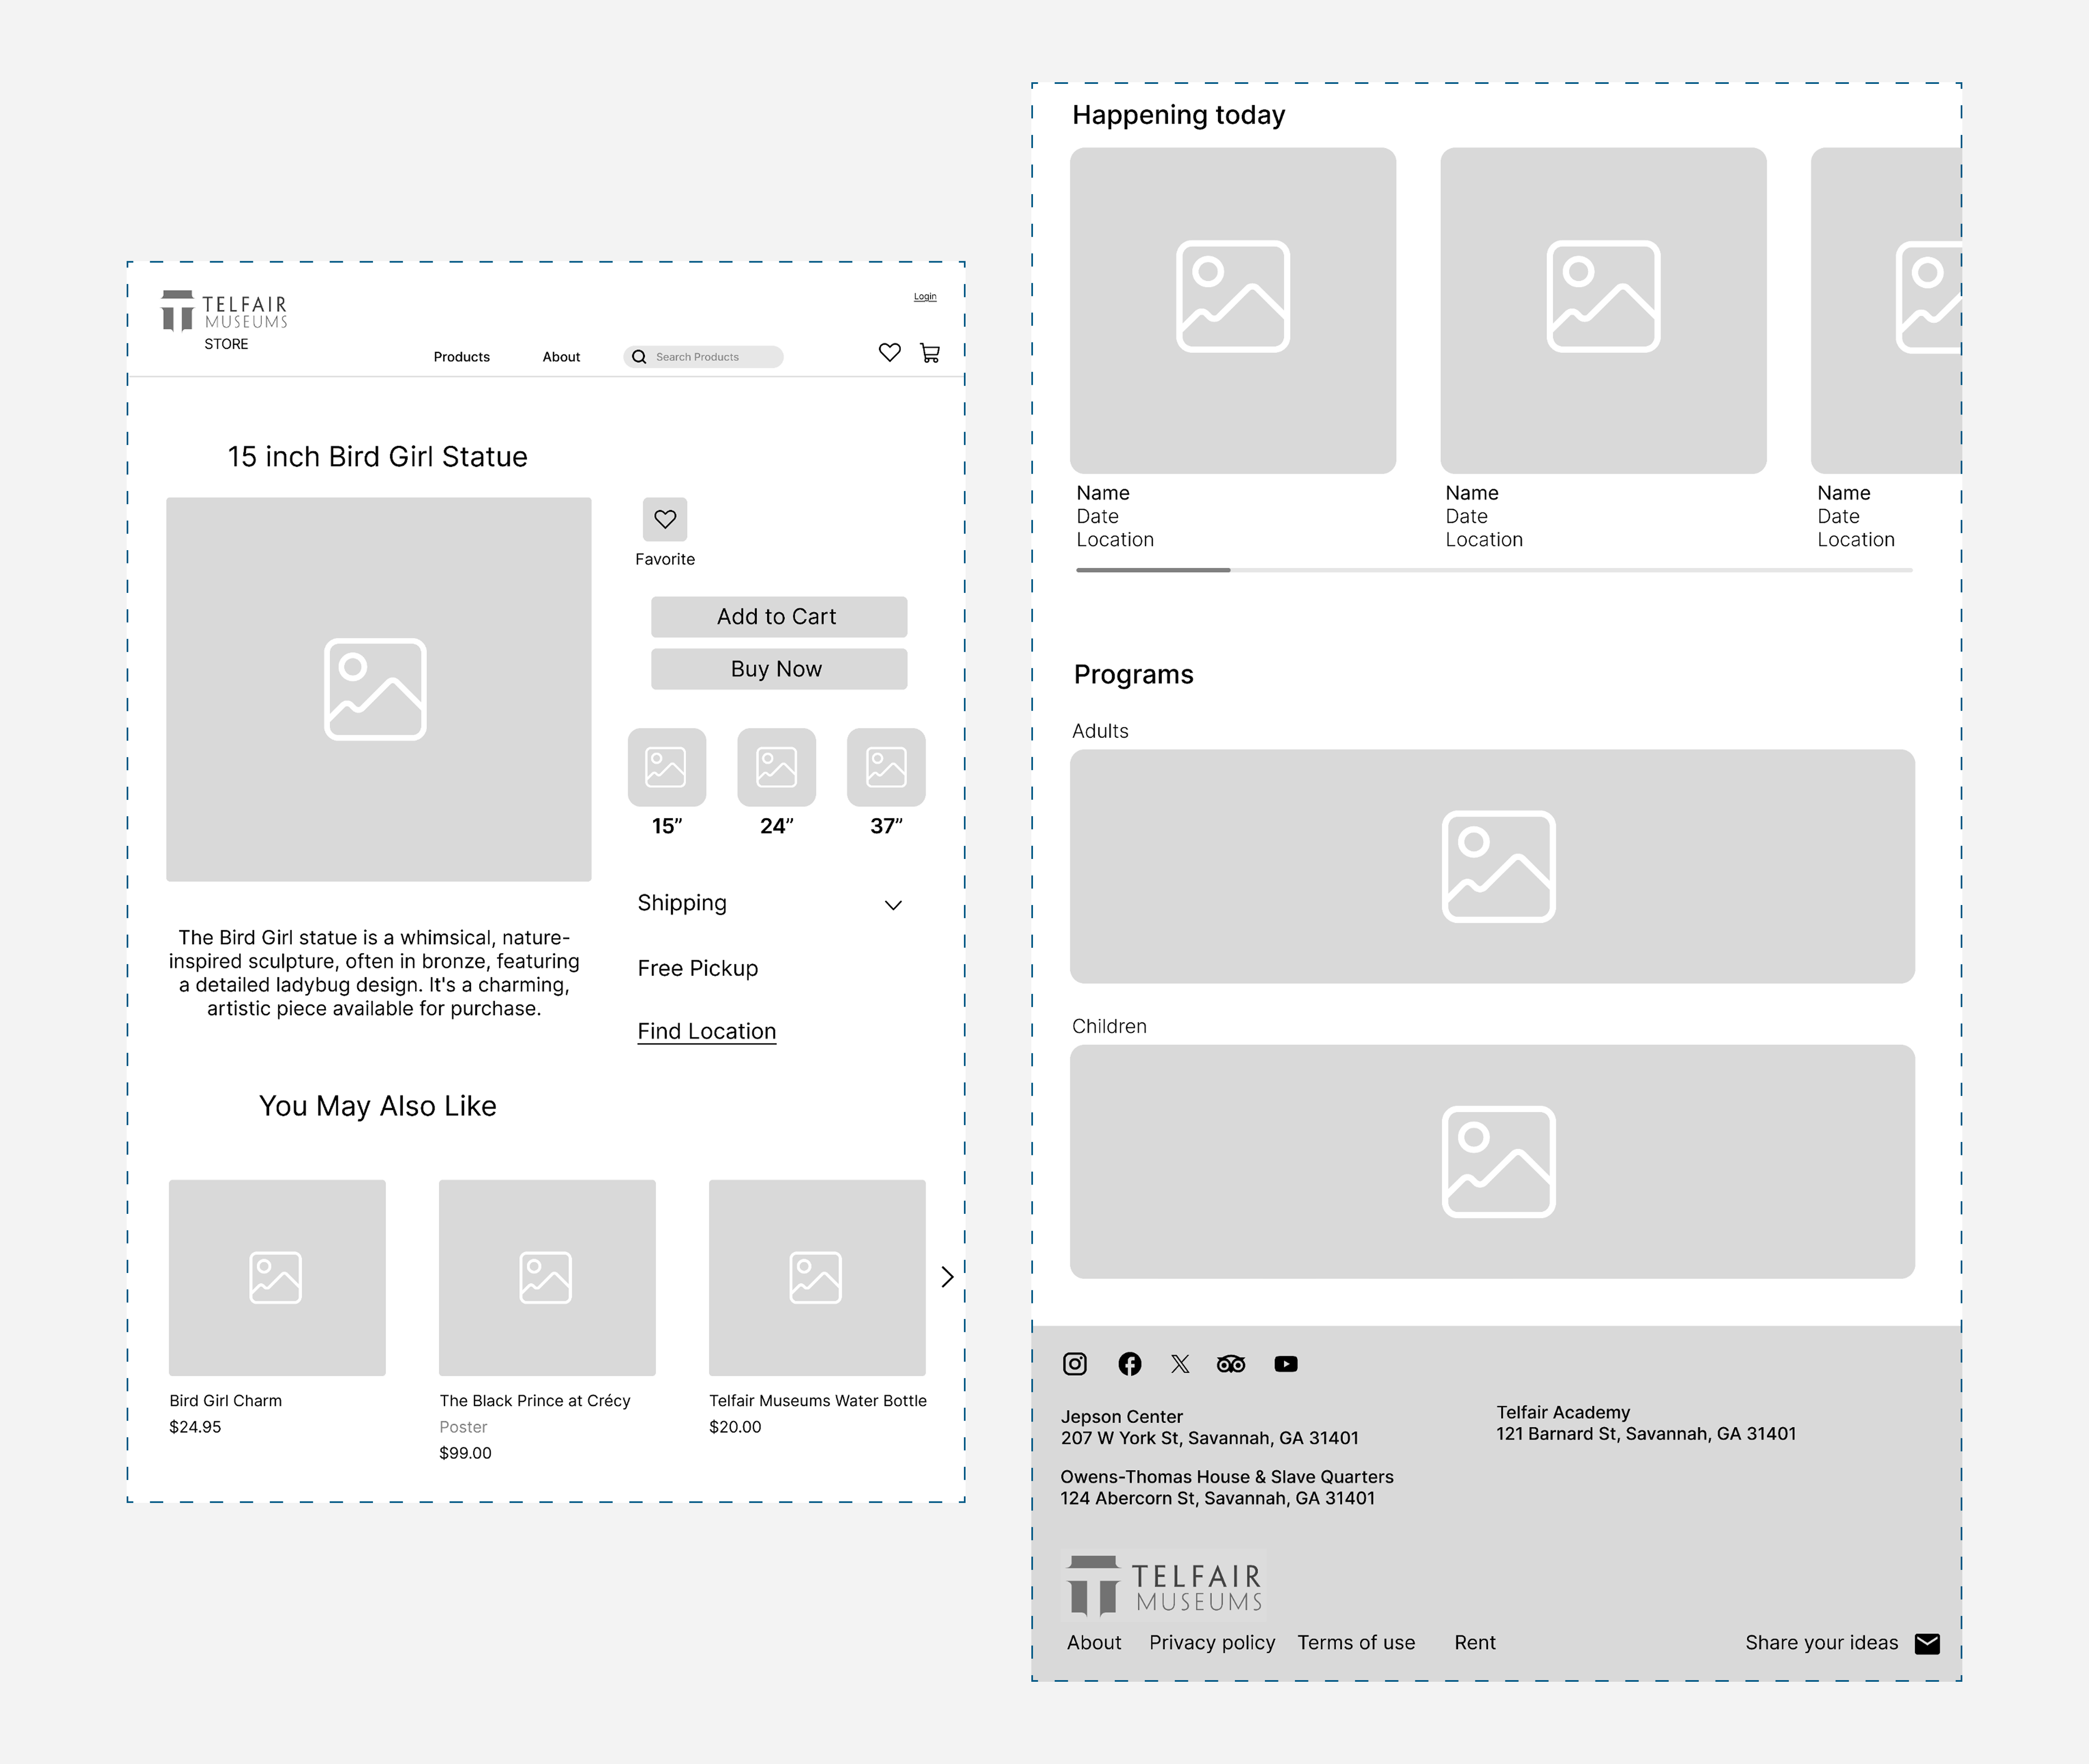 TELFAIR
MUSEUMS
STORE
Login
Products
About
Search Products
15 inch Bird Girl Statue
Favorite
Add to Cart
Buy Now
15”
24”
37”
The Bird Girl statue is a whimsical, nature-
inspired sculpture, often in bronze, featuring
a detailed ladybug design. It's a charming,
artistic piece available for purchase.
Shipping
Free Pickup
Find Location
You May Also Like
Bird Girl Charm
$24.95
The Black Prince at Crécy
Poster
$99.00
Telfair Museums Water Bottle
$20.00
Happening today
Name
Date
Location
Name
Date
Location
Name
Date
Location
Programs
Adults
Children
Jepson Center
207 W York St, Savannah, GA 31401
Telfair Academy
121 Barnard St, Savannah, GA 31401
Owens-Thomas House & Slave Quarters
124 Abercorn St, Savannah, GA 31401
TELFAIR
MUSEUMS
About
Privacy policy
Terms of use
Rent
Share your ideas